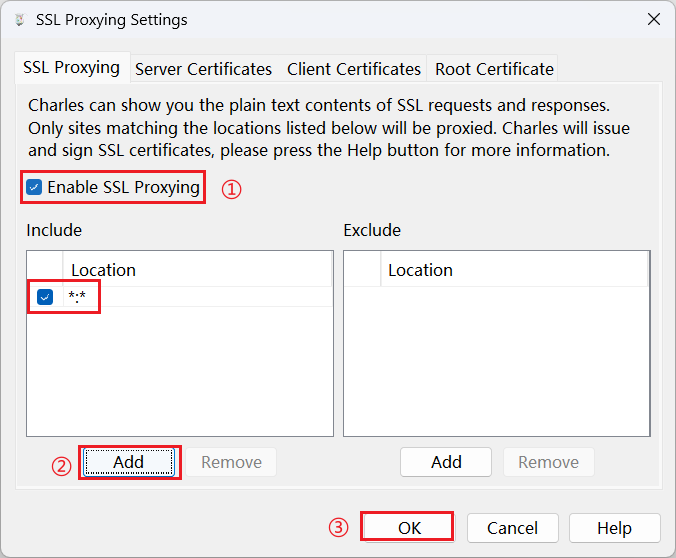 SSL Proxying Settings
SSL Proxying Server Certificates Client Certificates Root Certificate
Charles can show you the plain text contents of SSL requests and responses.
Only sites matching the locations listed below will be proxied. Charles will issue
and sign SSL certificates, please press the Help button for more information.
Enable SSL Proxying ①
Include Exclude
Location Location
*:*
② Add Remove Add Remove
③ OK Cancel Help